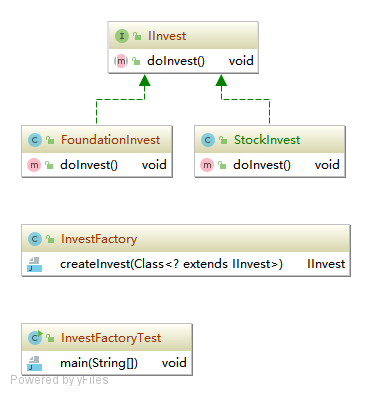 IInvest
doInvest() void
FoundationInvest
doInvest() void
StockInvest
doInvest() void
InvestFactory
createInvest(Class<? extends IInvest>) IInvest
InvestFactoryTest
main(String[]) void
Powered by yFiles